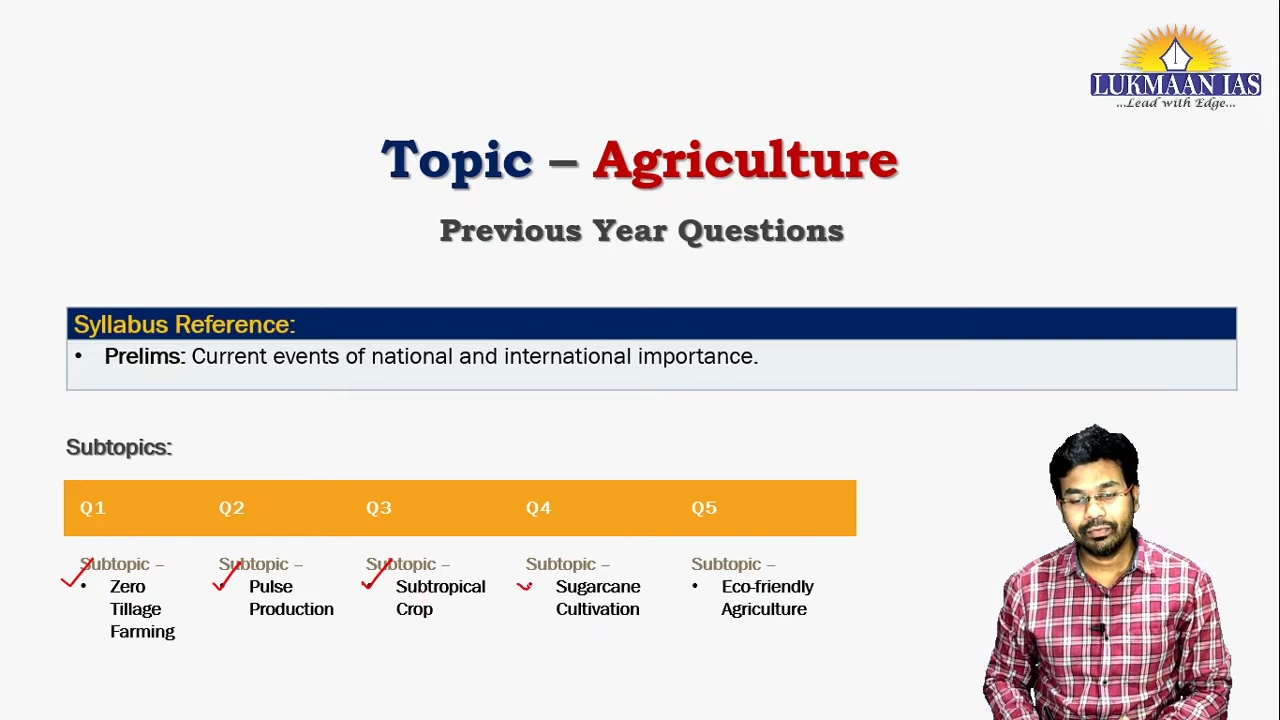 LUKMAAN IAS
...Lead with Edge...
Topic – Agriculture
Previous Year Questions
Syllabus Reference:
• Prelims: Current events of national and international importance.
Subtopics:
Q1 Q2 Q3 Q4 Q5
Subtopic – Subtopic – Subtopic – Subtopic – Subtopic –
• Zero • Pulse • Subtropical • Sugarcane • Eco-friendly
Tillage Production Crop Cultivation Agriculture
Farming